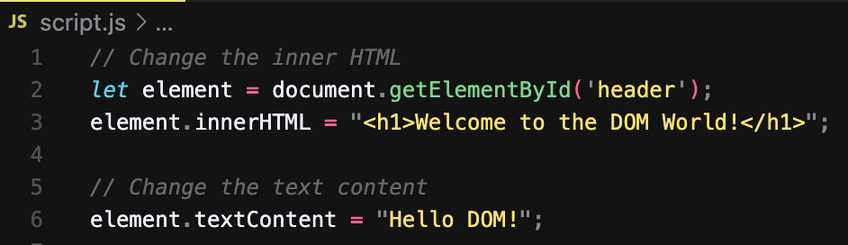 JS script.js > ...
1 // Change the inner HTML
2 let element = document.getElementById('header');
3 element.innerHTML = "<h1>Welcome to the DOM World!</h1>";
4
5 // Change the text content
6 element.textContent = "Hello DOM!";